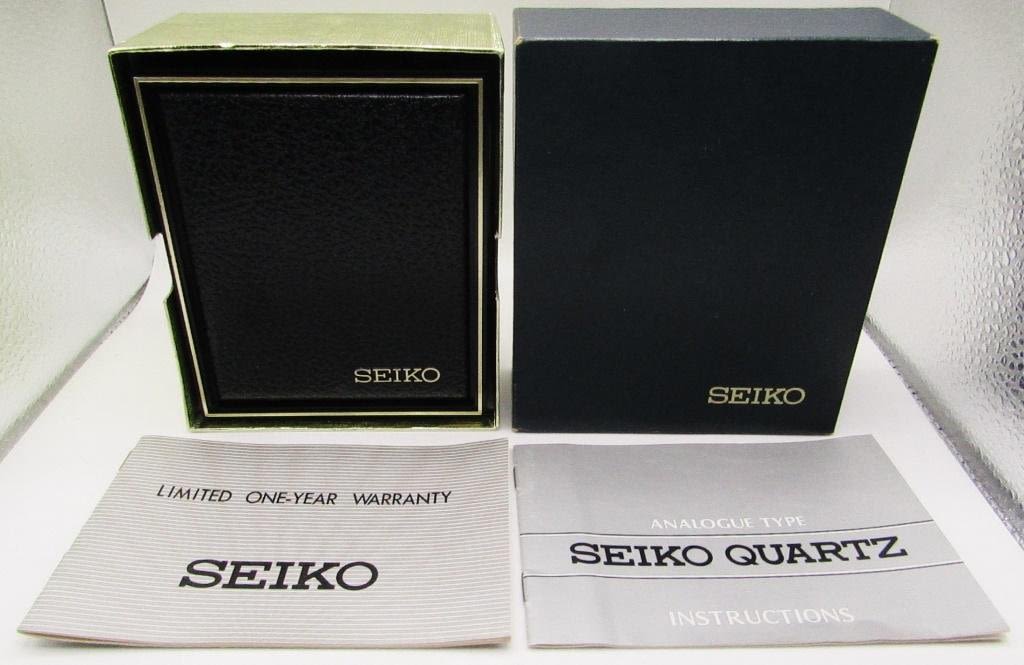 SEIKO
SEIKO
LIMITED ONE-YEAR WARRANTY
SEIKO
ANALOGUE TYPE
SEIKO QUARTZ
INSTRUCTIONS